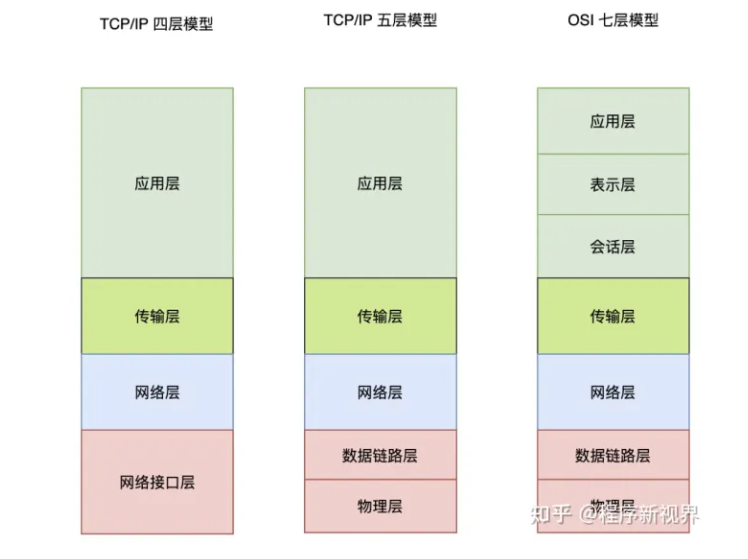 TCP/IP 四层模型
TCP/IP 五层模型
OSI 七层模型
应用层
传输层
网络层
网络接口层
应用层
传输层
网络层
数据链路层
物理层
应用层
表示层
会话层
传输层
网络层
数据链路层
物理层
知乎 @程序新视界